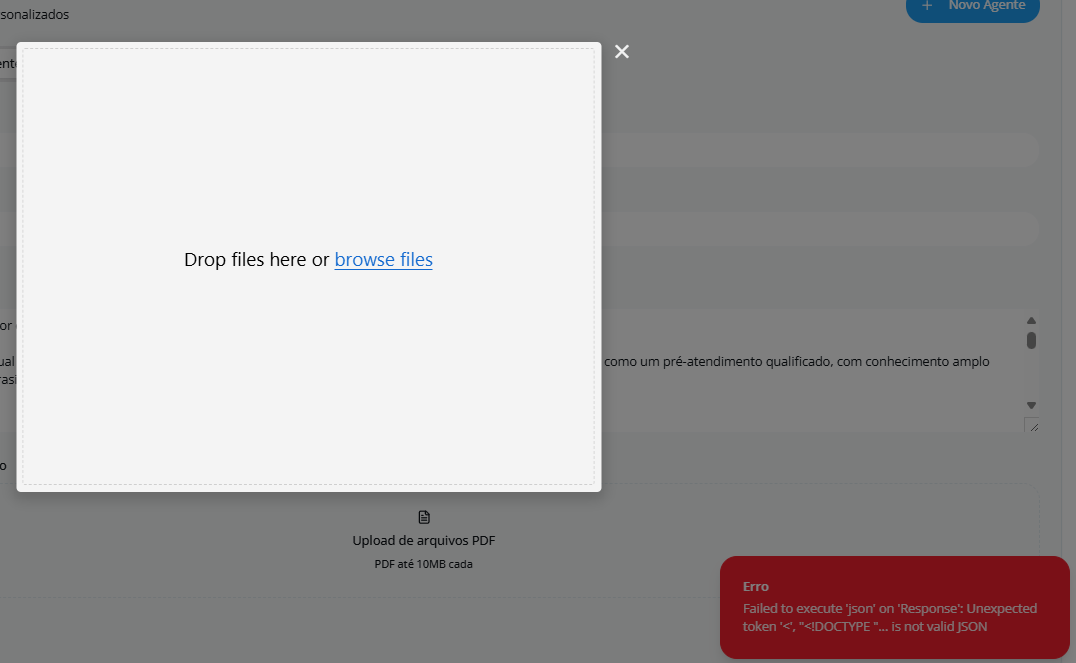 sonalizados
+ Novo Agente
Drop files here or browse files
or
ual
como um pré-atendimento qualificado, com conhecimento amplo
o
Upload de arquivos PDF
PDF até 10MB cada
Erro
Failed to execute 'json' on 'Response': Unexpected
token '<', "<!DOCTYPE "... is not valid JSON